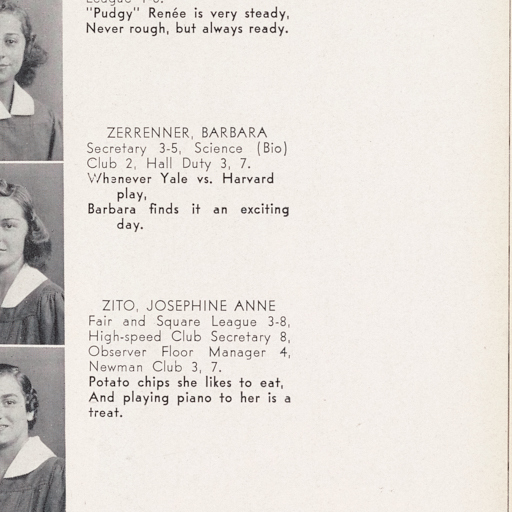 "Pudgy" Renée is very steady,
Never rough, but always ready.
ZERRENNER, BARBARA
Secretary 3-5, Science (Bio)
Club 2, Hall Duty 3, 7.
Whenever Yale vs. Harvard
play,
Barbara finds it an exciting
day.
ZITO, JOSEPHINE ANNE
Fair and Square League 3-8,
High-speed Club Secretary 8,
Observer Floor Manager 4,
Newman Club 3, 7.
Potato chips she likes to eat,
And playing piano to her is a
treat.